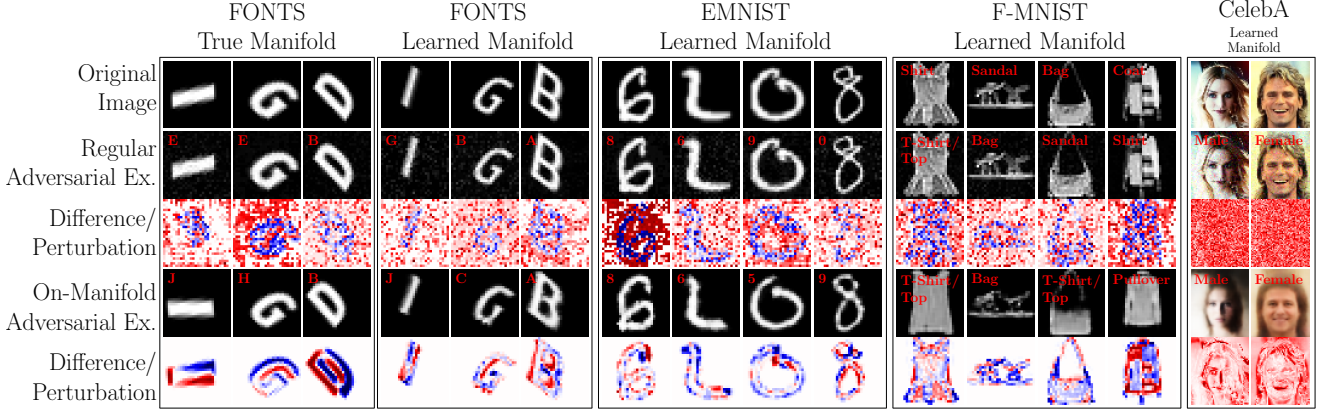 FONTS FONTS EMNIST F-MNIST CelebA
True Manifold Learned Manifold Learned Manifold Learned Manifold Learned
Manifold
Original
Image
Shirt Sandal Bag Coat
Regular
Adversarial Ex.
E E B G B A 8 6 9 0 T-Shirt/
Top Bag Sandal Shirt Male Female
Difference/
Perturbation
On-Manifold
Adversarial Ex.
J H B J C A 8 6 5 9 T-Shirt/
Top Bag T-Shirt/
Top Pullover Male Female
Difference/
Perturbation